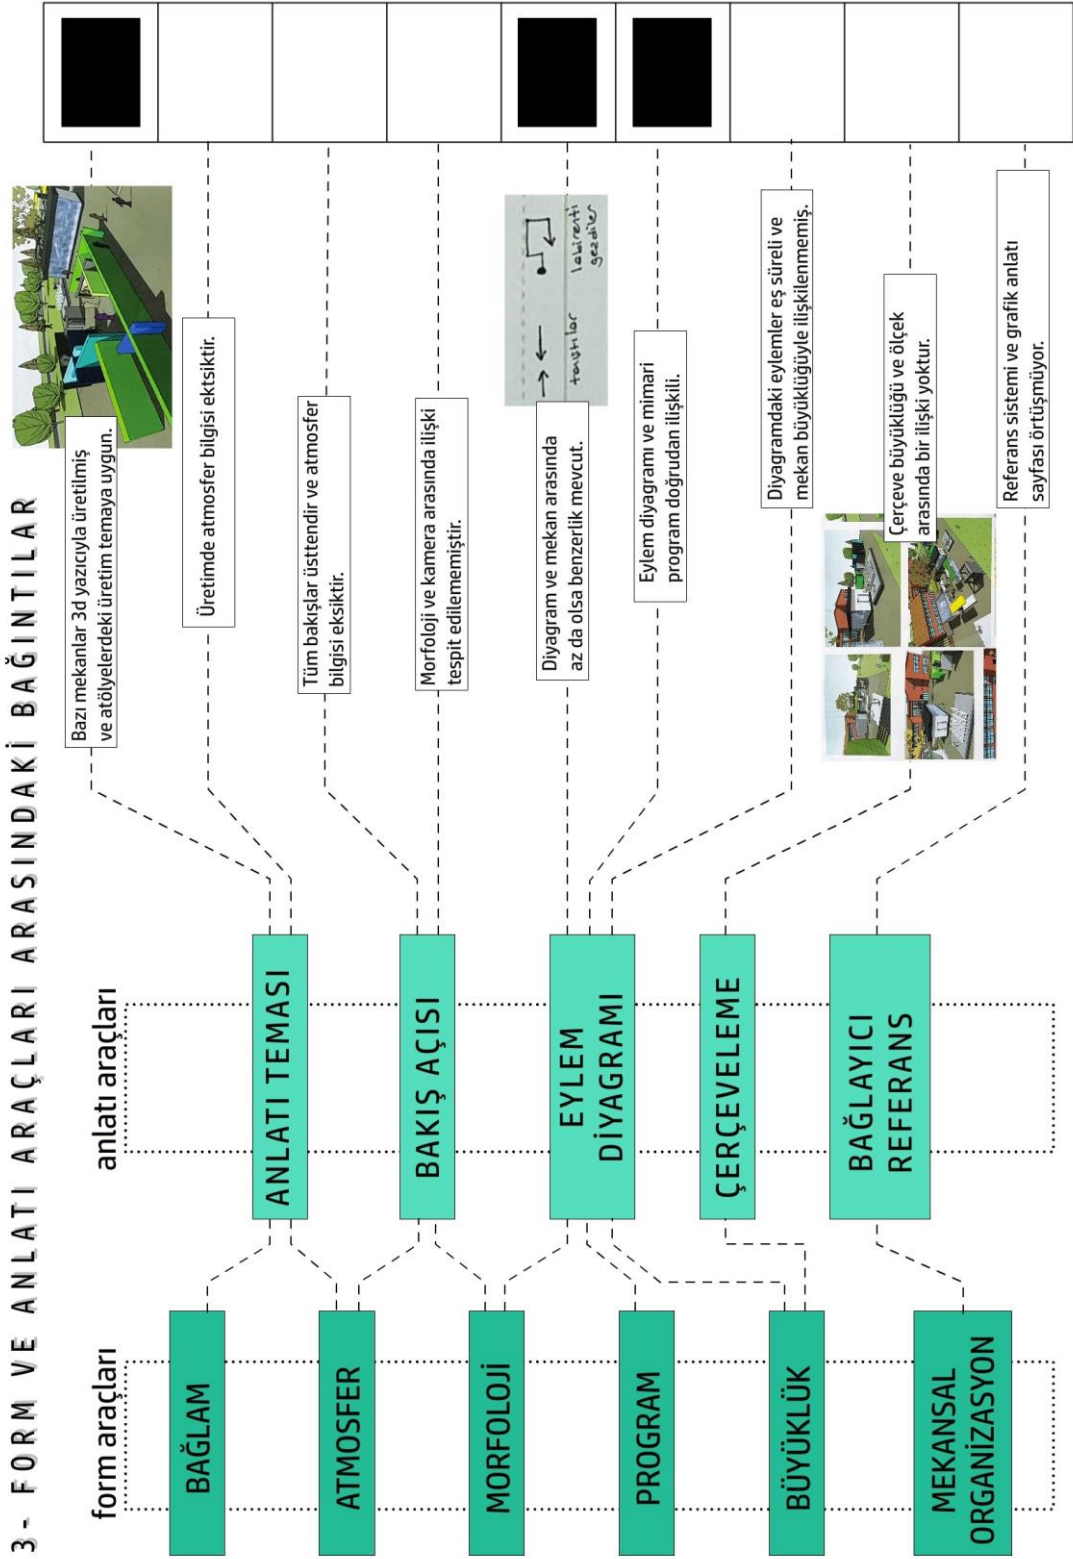 3- FORM VE ANLATI ARAÇLARI ARASINDAKİ BAĞINTILAR
form araçları
BAĞLAM
ATMOSFER
MORFOLOJİ
PROGRAM
BÜYÜKLÜK
MEKANSAL
ORGANİZASYON
anlatı araçları
ANLATI TEMASI
BAKIŞ AÇISI
EYLEM
DİYAGRAMI
ÇERÇEVELEME
BAĞLAYICI
REFERANS
Bazı mekanlar 3d yazıcıyla üretilmiş
ve atölyelerdeki üretim temaya uygun.
Üretimde atmosfer bilgisi ektsiktir.
Tüm bakışlar üsttendir ve atmosfer
bilgisi eksiktir.
Morfoloji ve kamera arasında ilişki
tespit edilememiştir.
Diyagram ve mekan arasında
az da olsa benzerlik mevcut.
tanıştılar
labirenti
gezdiler
Eylem diyagramı ve mimari
program doğrudan ilişkili.
Diyagramdaki eylemler eş süreli ve
mekan büyüklüğüyle ilişkilenmemiş.
Çerçeve büyüklüğü ve ölçek
arasında bir ilişki yoktur.
Referans sistemi ve grafik anlatı
sayfası örtüşmüyor.